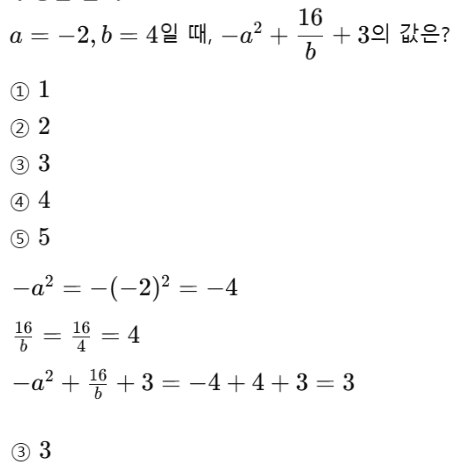 a = −2, b = 4일 때, −a² + 16/b + 3의 값은?
① 1
② 2
③ 3
④ 4
⑤ 5
−a² = −(−2)² = −4
16/b = 16/4 = 4
−a² + 16/b + 3 = −4 + 4 + 3 = 3
③ 3